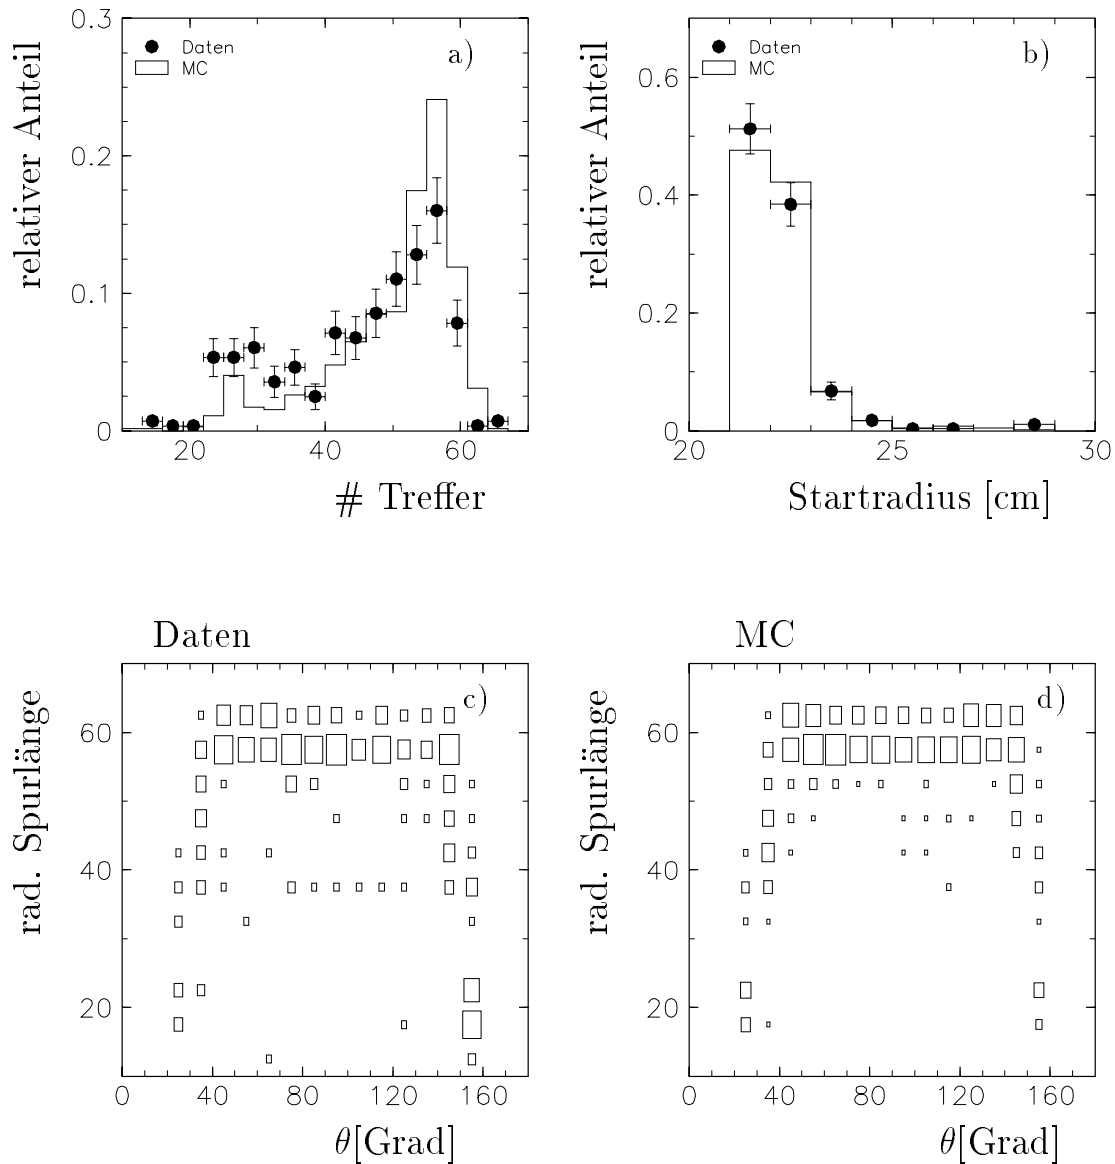 relativer Anteil
0.3
0.2
0.1
0
Daten
MC
a)
20 40 60
# Treffer
relativer Anteil
0.6
0.4
0.2
0
Daten
MC
b)
20 25 30
Startradius [cm]
Daten
rad. Spurlänge
60
40
20
c)
0 40 80 120 160
θ[Grad]
MC
rad. Spurlänge
60
40
20
d)
0 40 80 120 160
θ[Grad]